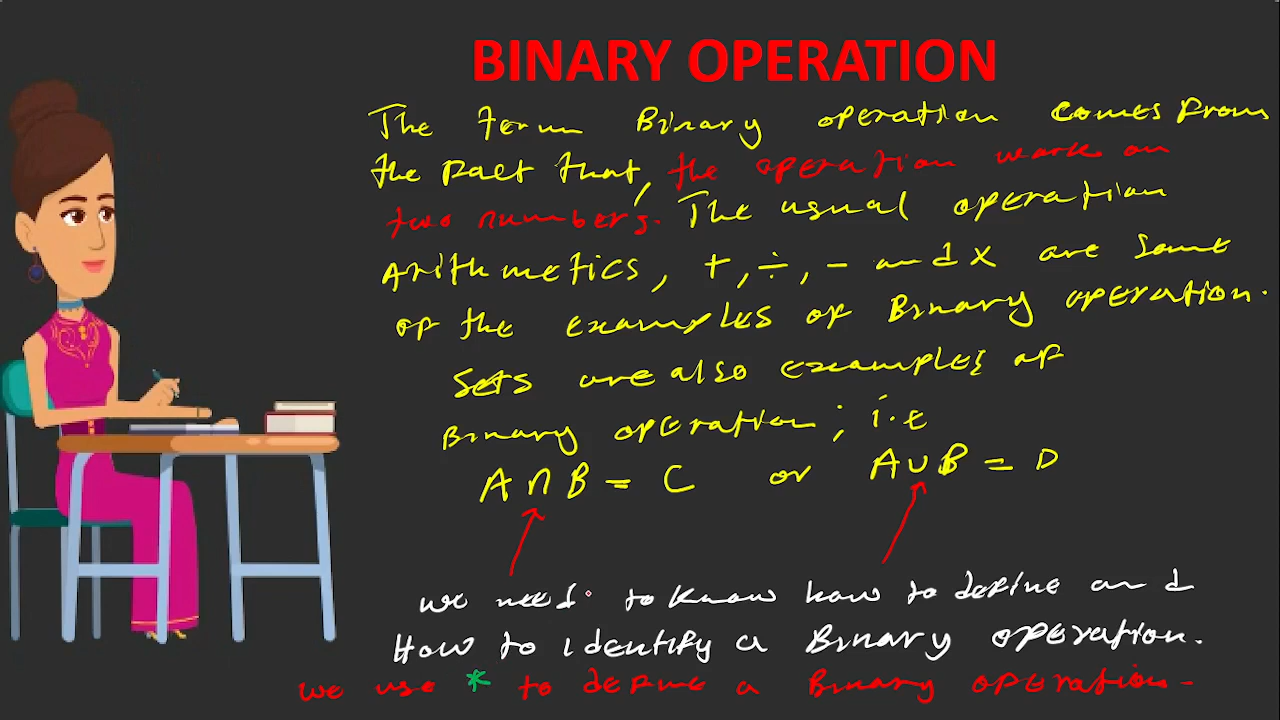 BINARY OPERATION
The term Binary operation comes from
the fact that, the operation work on
two numbers. The usual operation
Arithmetics, +, ÷, - and x are some
of the examples of Binary operation.
Sets are also examples of
Binary operation; i.e
A ∩ B = C or A ∪ B = D
we need to know how to define and
How to identify a Binary operation.
we use * to define a Binary operation-